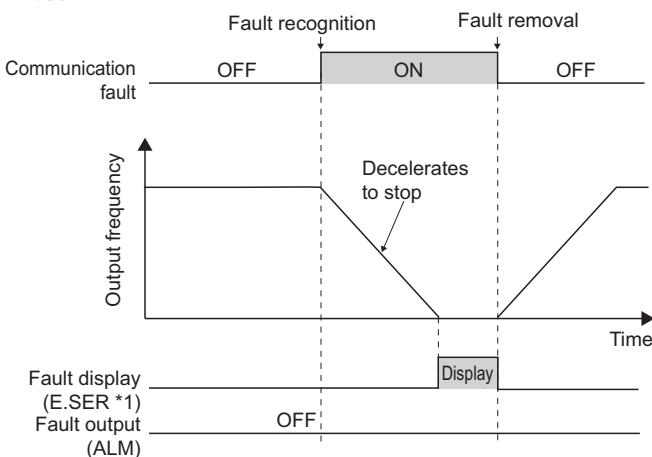 Fault recognition
Fault removal
Communication
fault
OFF
ON
OFF
Output frequency
Decelerates
to stop
Time
Fault display
(E.SER *1)
Display
Fault output
(ALM)
OFF